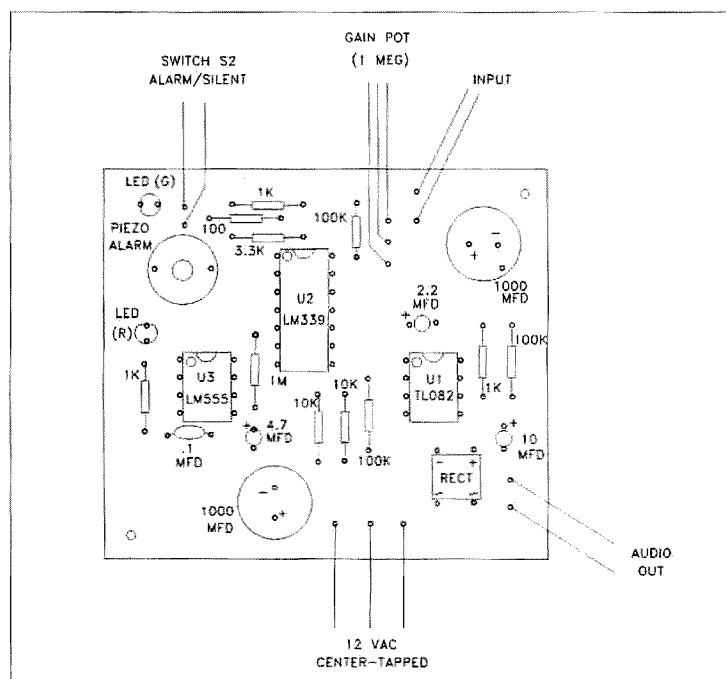 GAIN POT
(1 MEG)
SWITCH S2
ALARM/SILENT
INPUT
LED (G)
1K
100
100K
PIEZO
ALARM
3.3K
+
-
1000
MFD
U2
LM339
2.2
MFD
+
LED
(R)
100K
1K
U3
LM555
1M
U1
TL082
1K
10K
10K
+
4.7
MFD
.1
MFD
100K
+
10
MFD
- +
RECT
~ ~
1000
MFD
-
+
AUDIO
OUT
12 VAC
CENTER-TAPPED